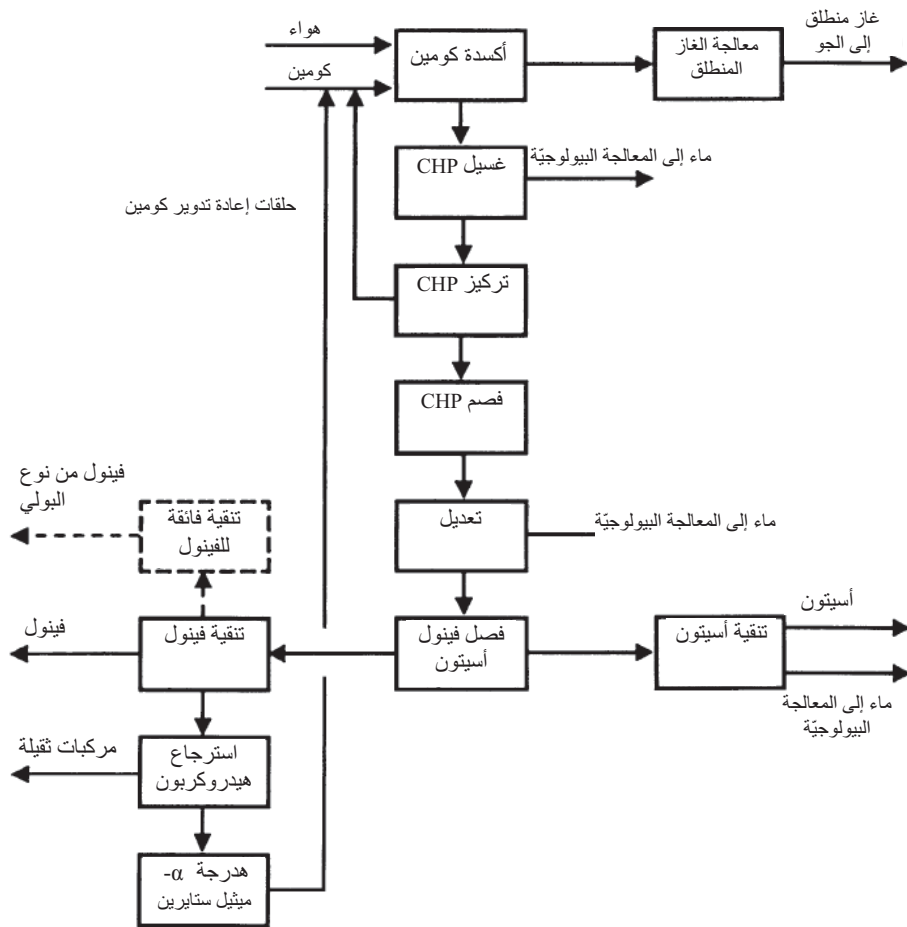 هواء
كومين
أكسدة كومين
معالجة الغاز
المنطلق
غاز منطلق
إلى الجو
غسيل CHP
ماء إلى المعالجة البيولوجيّة
حلقات إعادة تدوير كومين
تركيز CHP
فصم CHP
فينول من نوع
البولي
تنقية فائقة
للفينول
تعديل
ماء إلى المعالجة البيولوجيّة
فينول
تنقية فينول
فصل فينول
أسيتون
تنقية أسيتون
أسيتون
ماء إلى المعالجة
البيولوجيّة
مركبات ثقيلة
استرجاع
هيدروكربون
هدرجة α-
ميثيل ستايرين